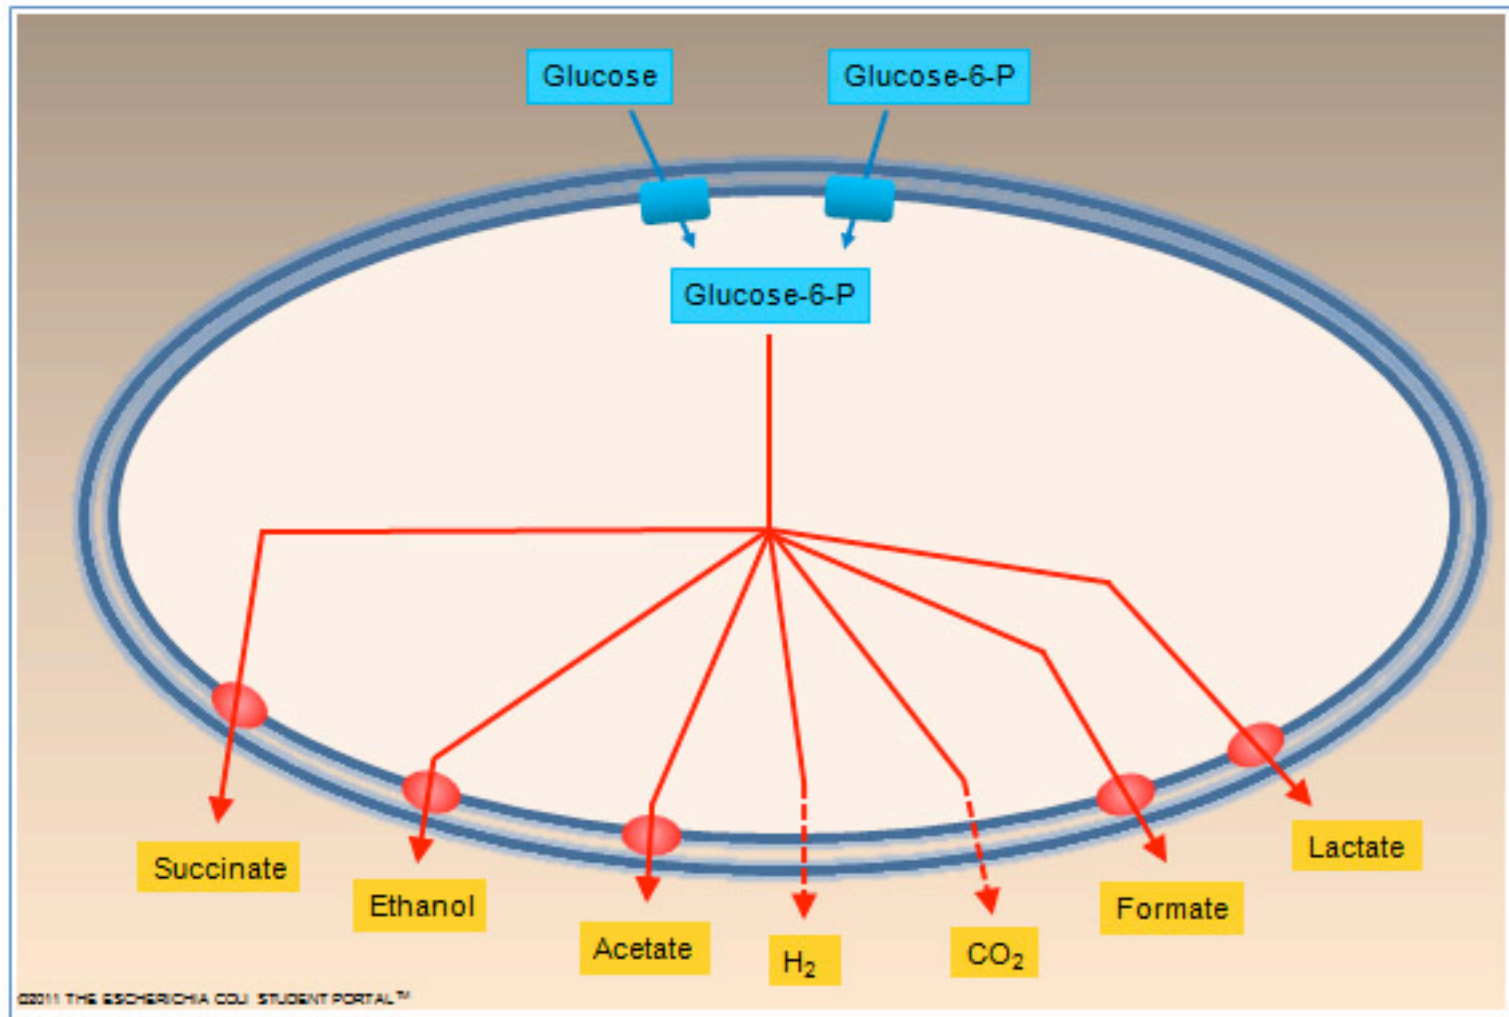 Glucose
Glucose-6-P
Glucose-6-P
Succinate
Ethanol
Acetate
H₂
CO₂
Formate
Lactate
©2011 THE ESCHERICHIA COLI STUDENT PORTAL™